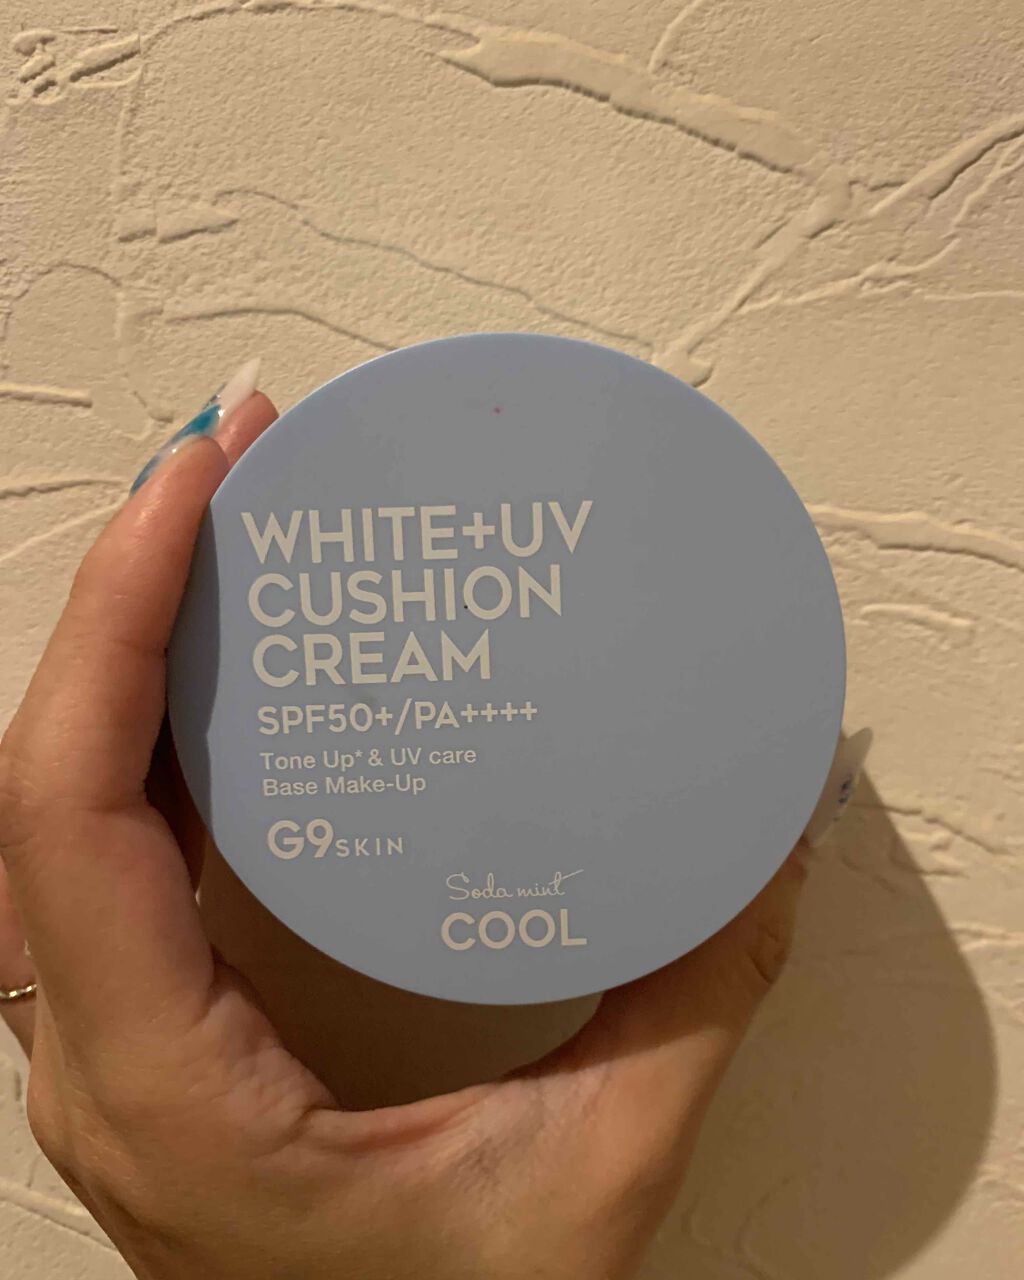 WHITE+UV
CUSHION
CREAM
SPF50+/PA++++
Tone Up* & UV care
Base Make-Up
G9SKIN
Soda mint
COOL